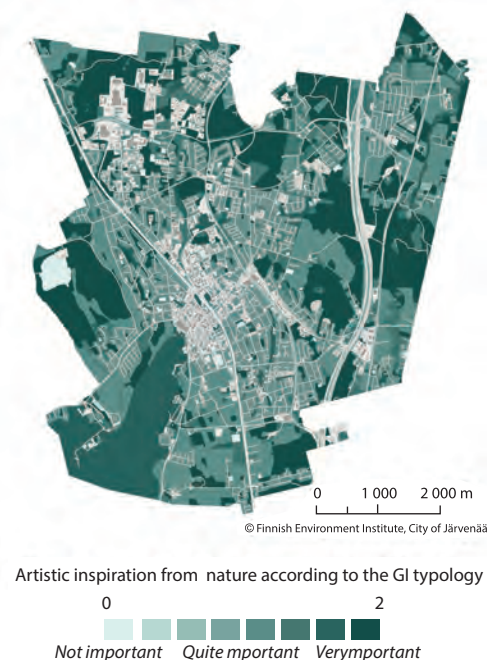 0 1 000 2 000 m
© Finnish Environment Institute, City of Järvenää
Artistic inspiration from nature according to the GI typology
0 2
Not important Quite mportant Verymportant